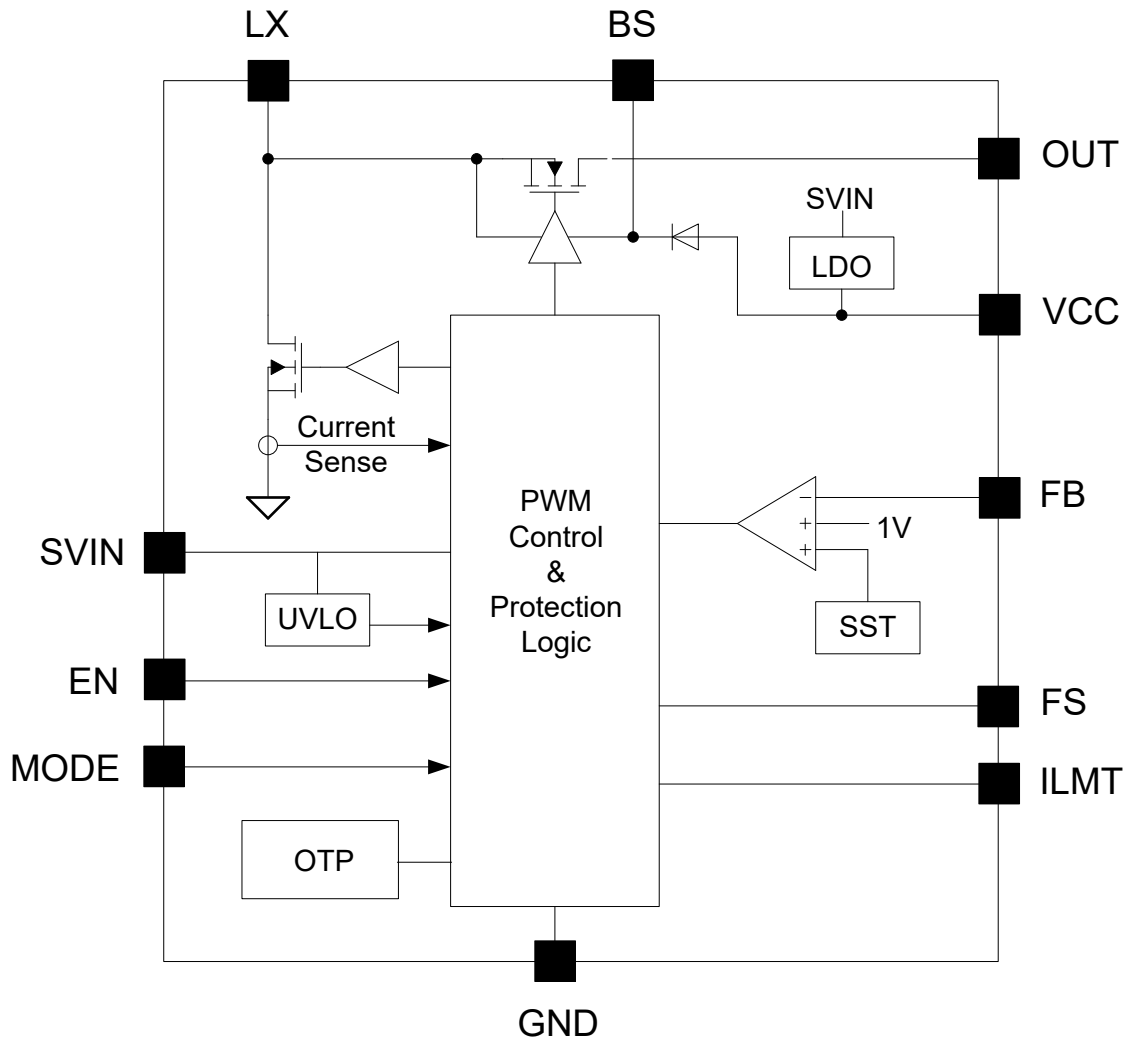 LX
BS
OUT
SVIN
LDO
VCC
Current
Sense
PWM
Control
&
Protection
Logic
−
FB
+
1V
+
SST
SVIN
UVLO
EN
FS
MODE
ILMT
OTP
GND